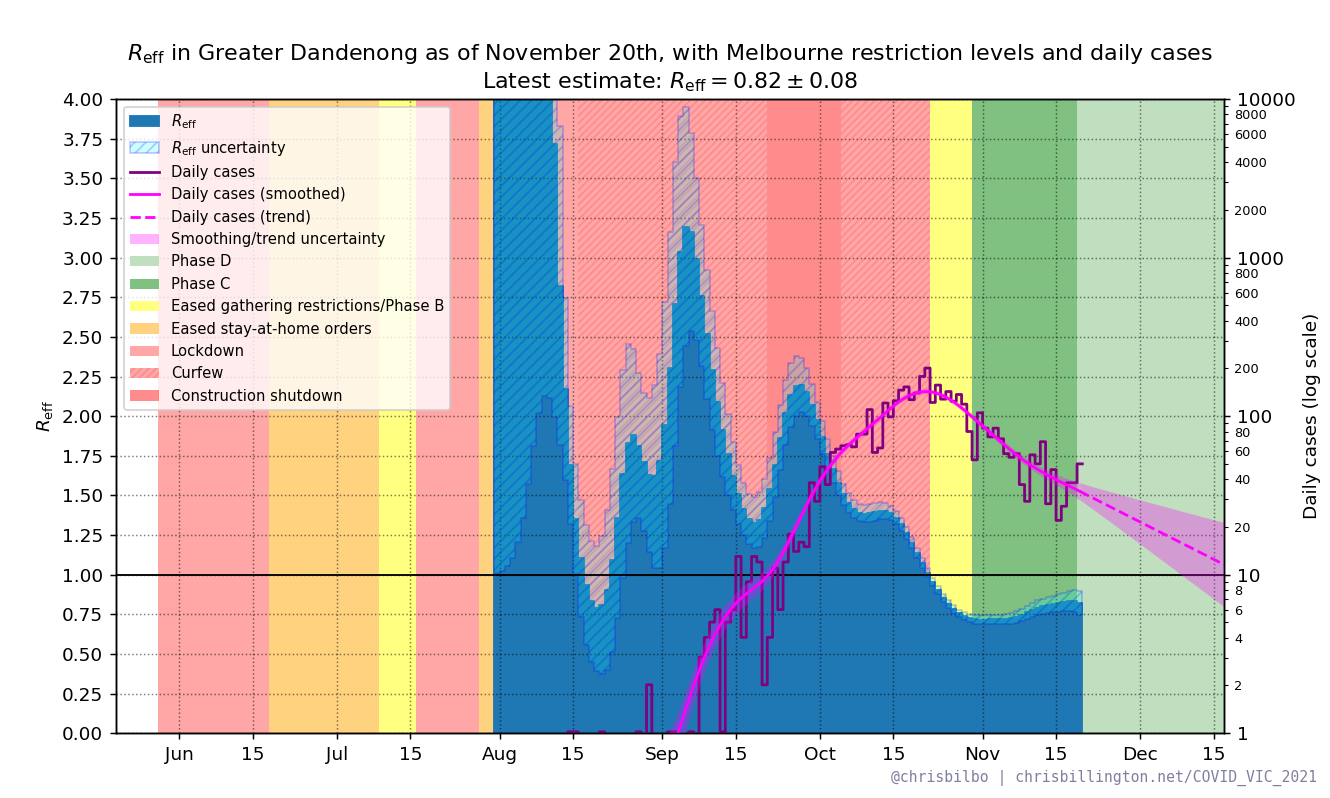 Reff in Greater Dandenong as of November 20th, with Melbourne restriction levels and daily cases
Latest estimate: Reff = 0.82 ± 0.08
4.00
3.75
3.50
3.25
3.00
2.75
2.50
2.25
2.00
1.75
1.50
1.25
1.00
0.75
0.50
0.25
0.00
Reff
Reff
Reff uncertainty
Daily cases
Daily cases (smoothed)
Daily cases (trend)
Smoothing/trend uncertainty
Phase D
Phase C
Eased gathering restrictions/Phase B
Eased stay-at-home orders
Lockdown
Curfew
Construction shutdown
10000
8000
6000
4000
2000
1000
800
600
400
200
100
80
60
40
20
10
8
6
4
2
1
Daily cases (log scale)
Jun 15 Jul 15 Aug 15 Sep 15 Oct 15 Nov 15 Dec 15
@chrisbilbo | chrisbillington.net/COVID_VIC_2021